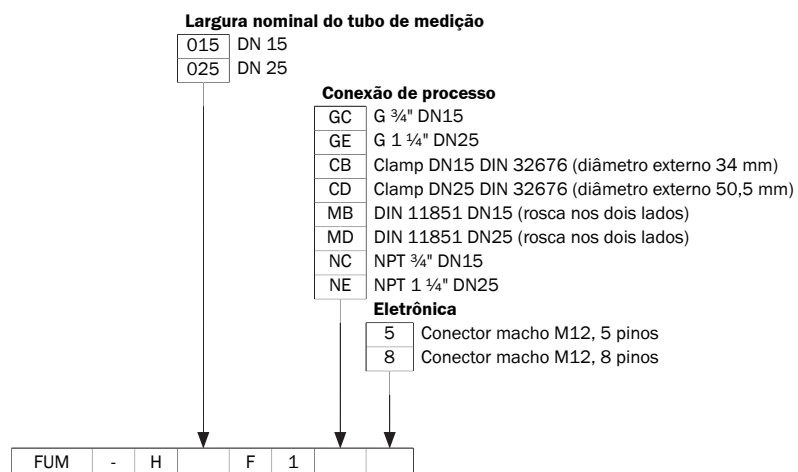 Largura nominal do tubo de medição
015 DN 15
025 DN 25
Conexão de processo
GC G ¾" DN15
GE G 1 ¼" DN25
CB Clamp DN15 DIN 32676 (diâmetro externo 34 mm)
CD Clamp DN25 DIN 32676 (diâmetro externo 50,5 mm)
MB DIN 11851 DN15 (rosca nos dois lados)
MD DIN 11851 DN25 (rosca nos dois lados)
NC NPT ¾" DN15
NE NPT 1 ¼" DN25
Eletrônica
5 Conector macho M12, 5 pinos
8 Conector macho M12, 8 pinos
FUM - H F 1